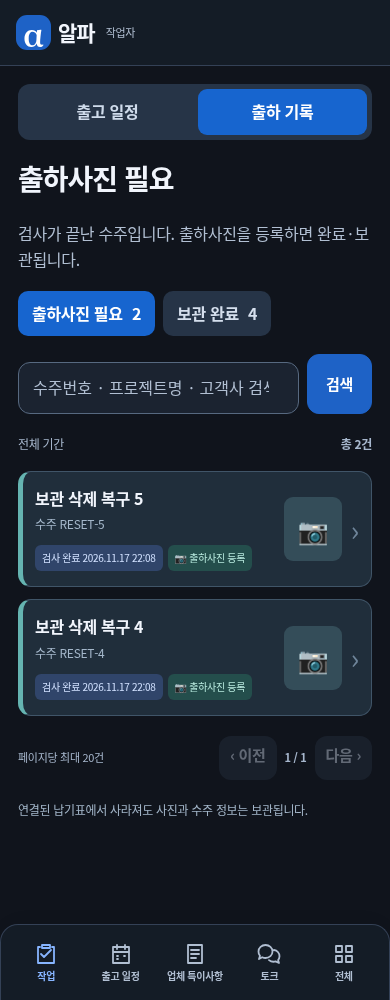 α 알파 작업자
출고 일정 출하 기록
출하사진 필요
검사가 끝난 수주입니다. 출하사진을 등록하면 완료·보
관됩니다.
출하사진 필요 2 보관 완료 4
수주번호 · 프로젝트명 · 고객사 검색 검색
전체 기간 총 2건
보관 삭제 복구 5
수주 RESET-5
검사 완료 2026.11.17 22:08 📷 출하사진 등록
보관 삭제 복구 4
수주 RESET-4
검사 완료 2026.11.17 22:08 📷 출하사진 등록
페이지당 최대 20건 ‹ 이전 1 / 1 다음 ›
연결된 납기표에서 사라져도 사진과 수주 정보는 보관됩니다.
작업 출고 일정 업체 특이사항 토크 전체